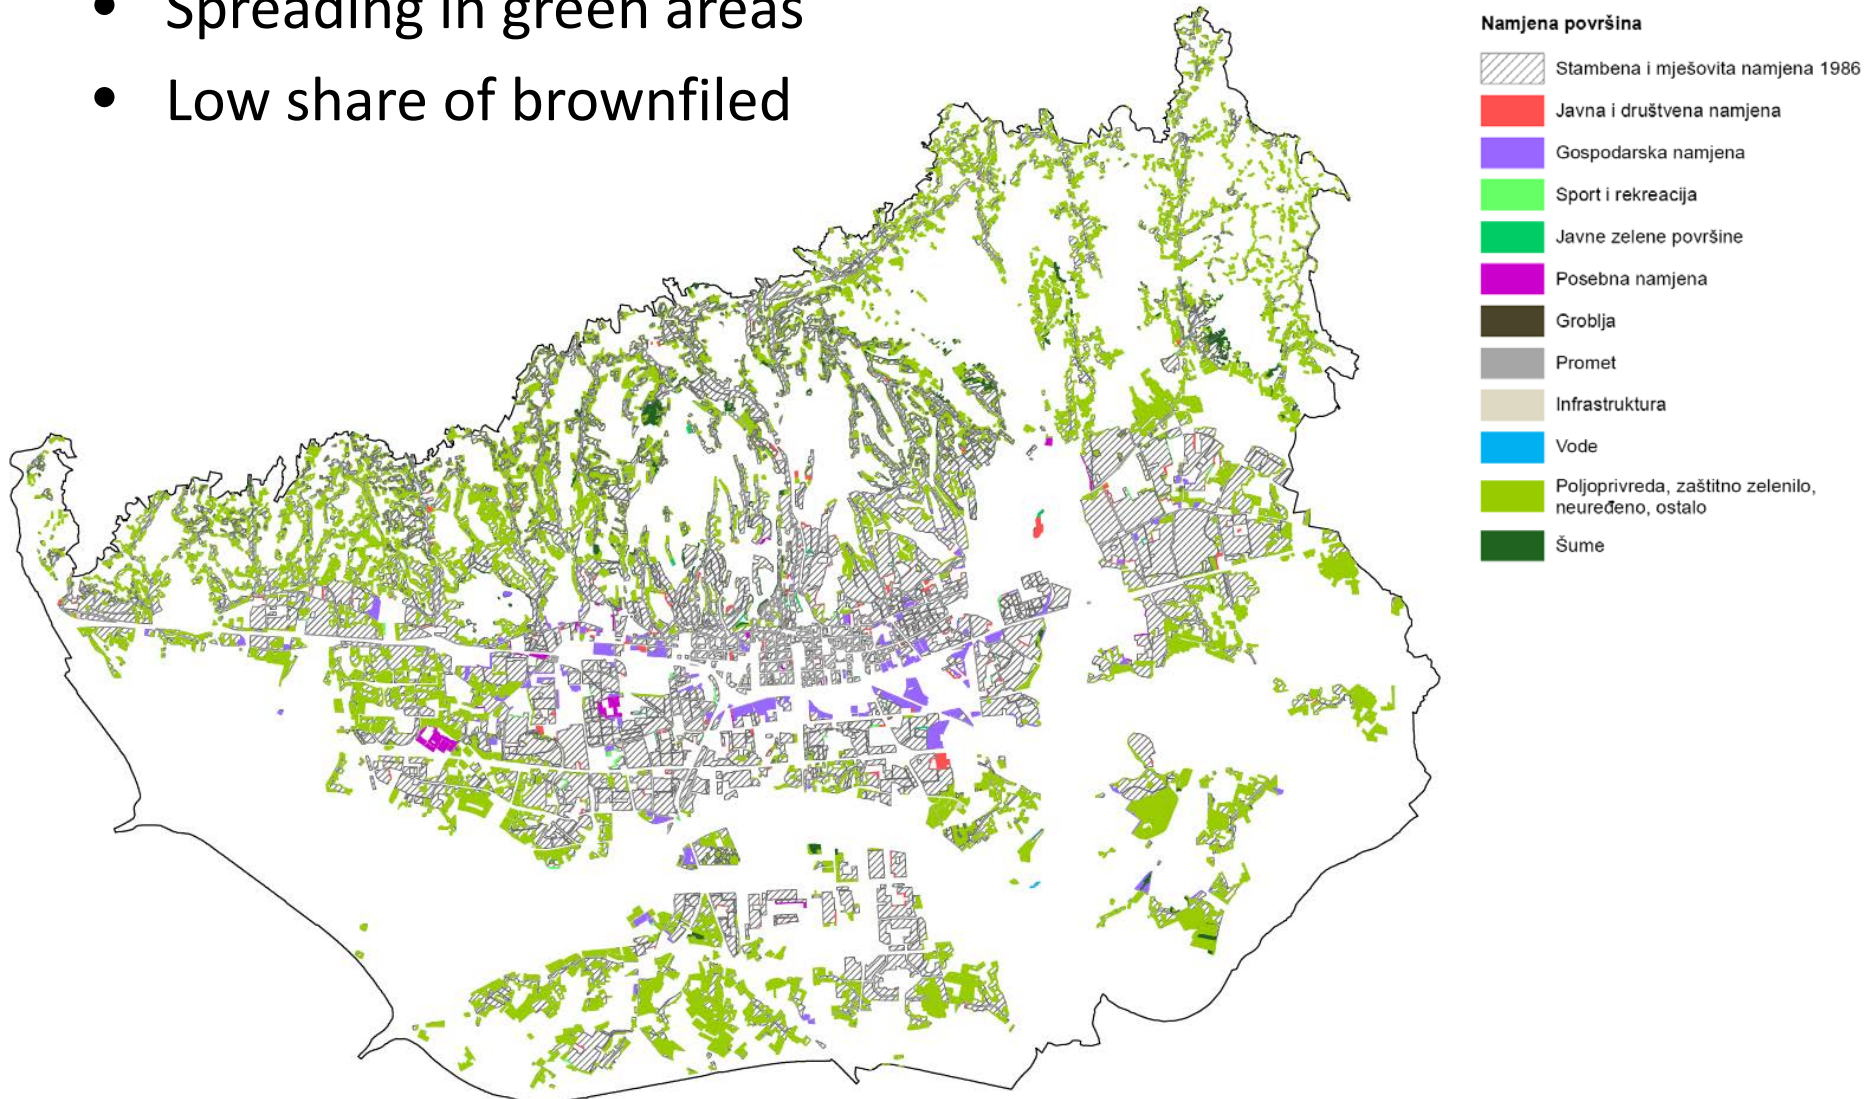 • Spreading in green areas
• Low share of brownfiled
Namjena površina
Stambena i mješovita namjena 1986
Javna i društvena namjena
Gospodarska namjena
Sport i rekreacija
Javne zelene površine
Posebna namjena
Groblja
Promet
Infrastruktura
Vode
Poljoprivreda, zaštitno zelenilo,
neuređeno, ostalo
Šume